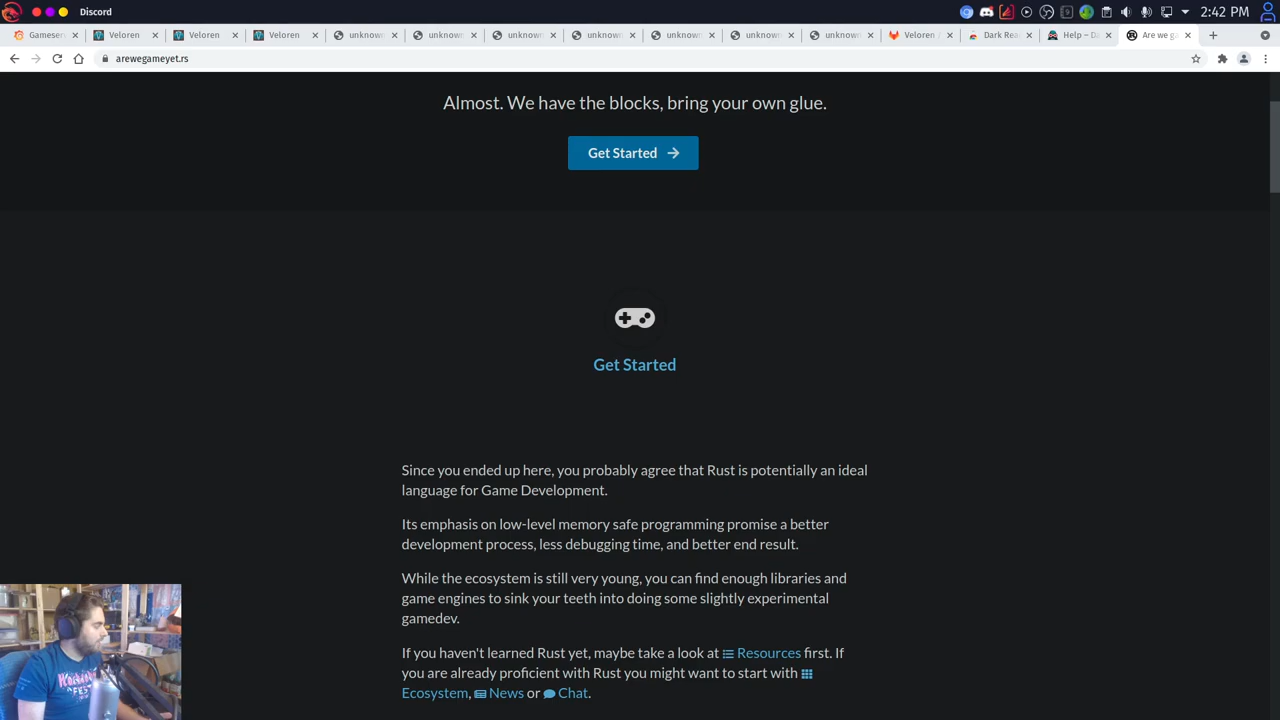 Discord
2:42 PM
Gameser
Veloren
Veloren
Veloren
unknown
unknown
unknown
unknown
unknown
unknown
unknown
Veloren /
Dark Rea
Help – DA
Are we ga
arewegameyet.rs
Almost. We have the blocks, bring your own glue.
Get Started
Get Started
Since you ended up here, you probably agree that Rust is potentially an ideal
language for Game Development.
Its emphasis on low-level memory safe programming promise a better
development process, less debugging time, and better end result.
While the ecosystem is still very young, you can find enough libraries and
game engines to sink your teeth into doing some slightly experimental
gamedev.
If you haven't learned Rust yet, maybe take a look at Resources first. If
you are already proficient with Rust you might want to start with
Ecosystem, News or Chat.